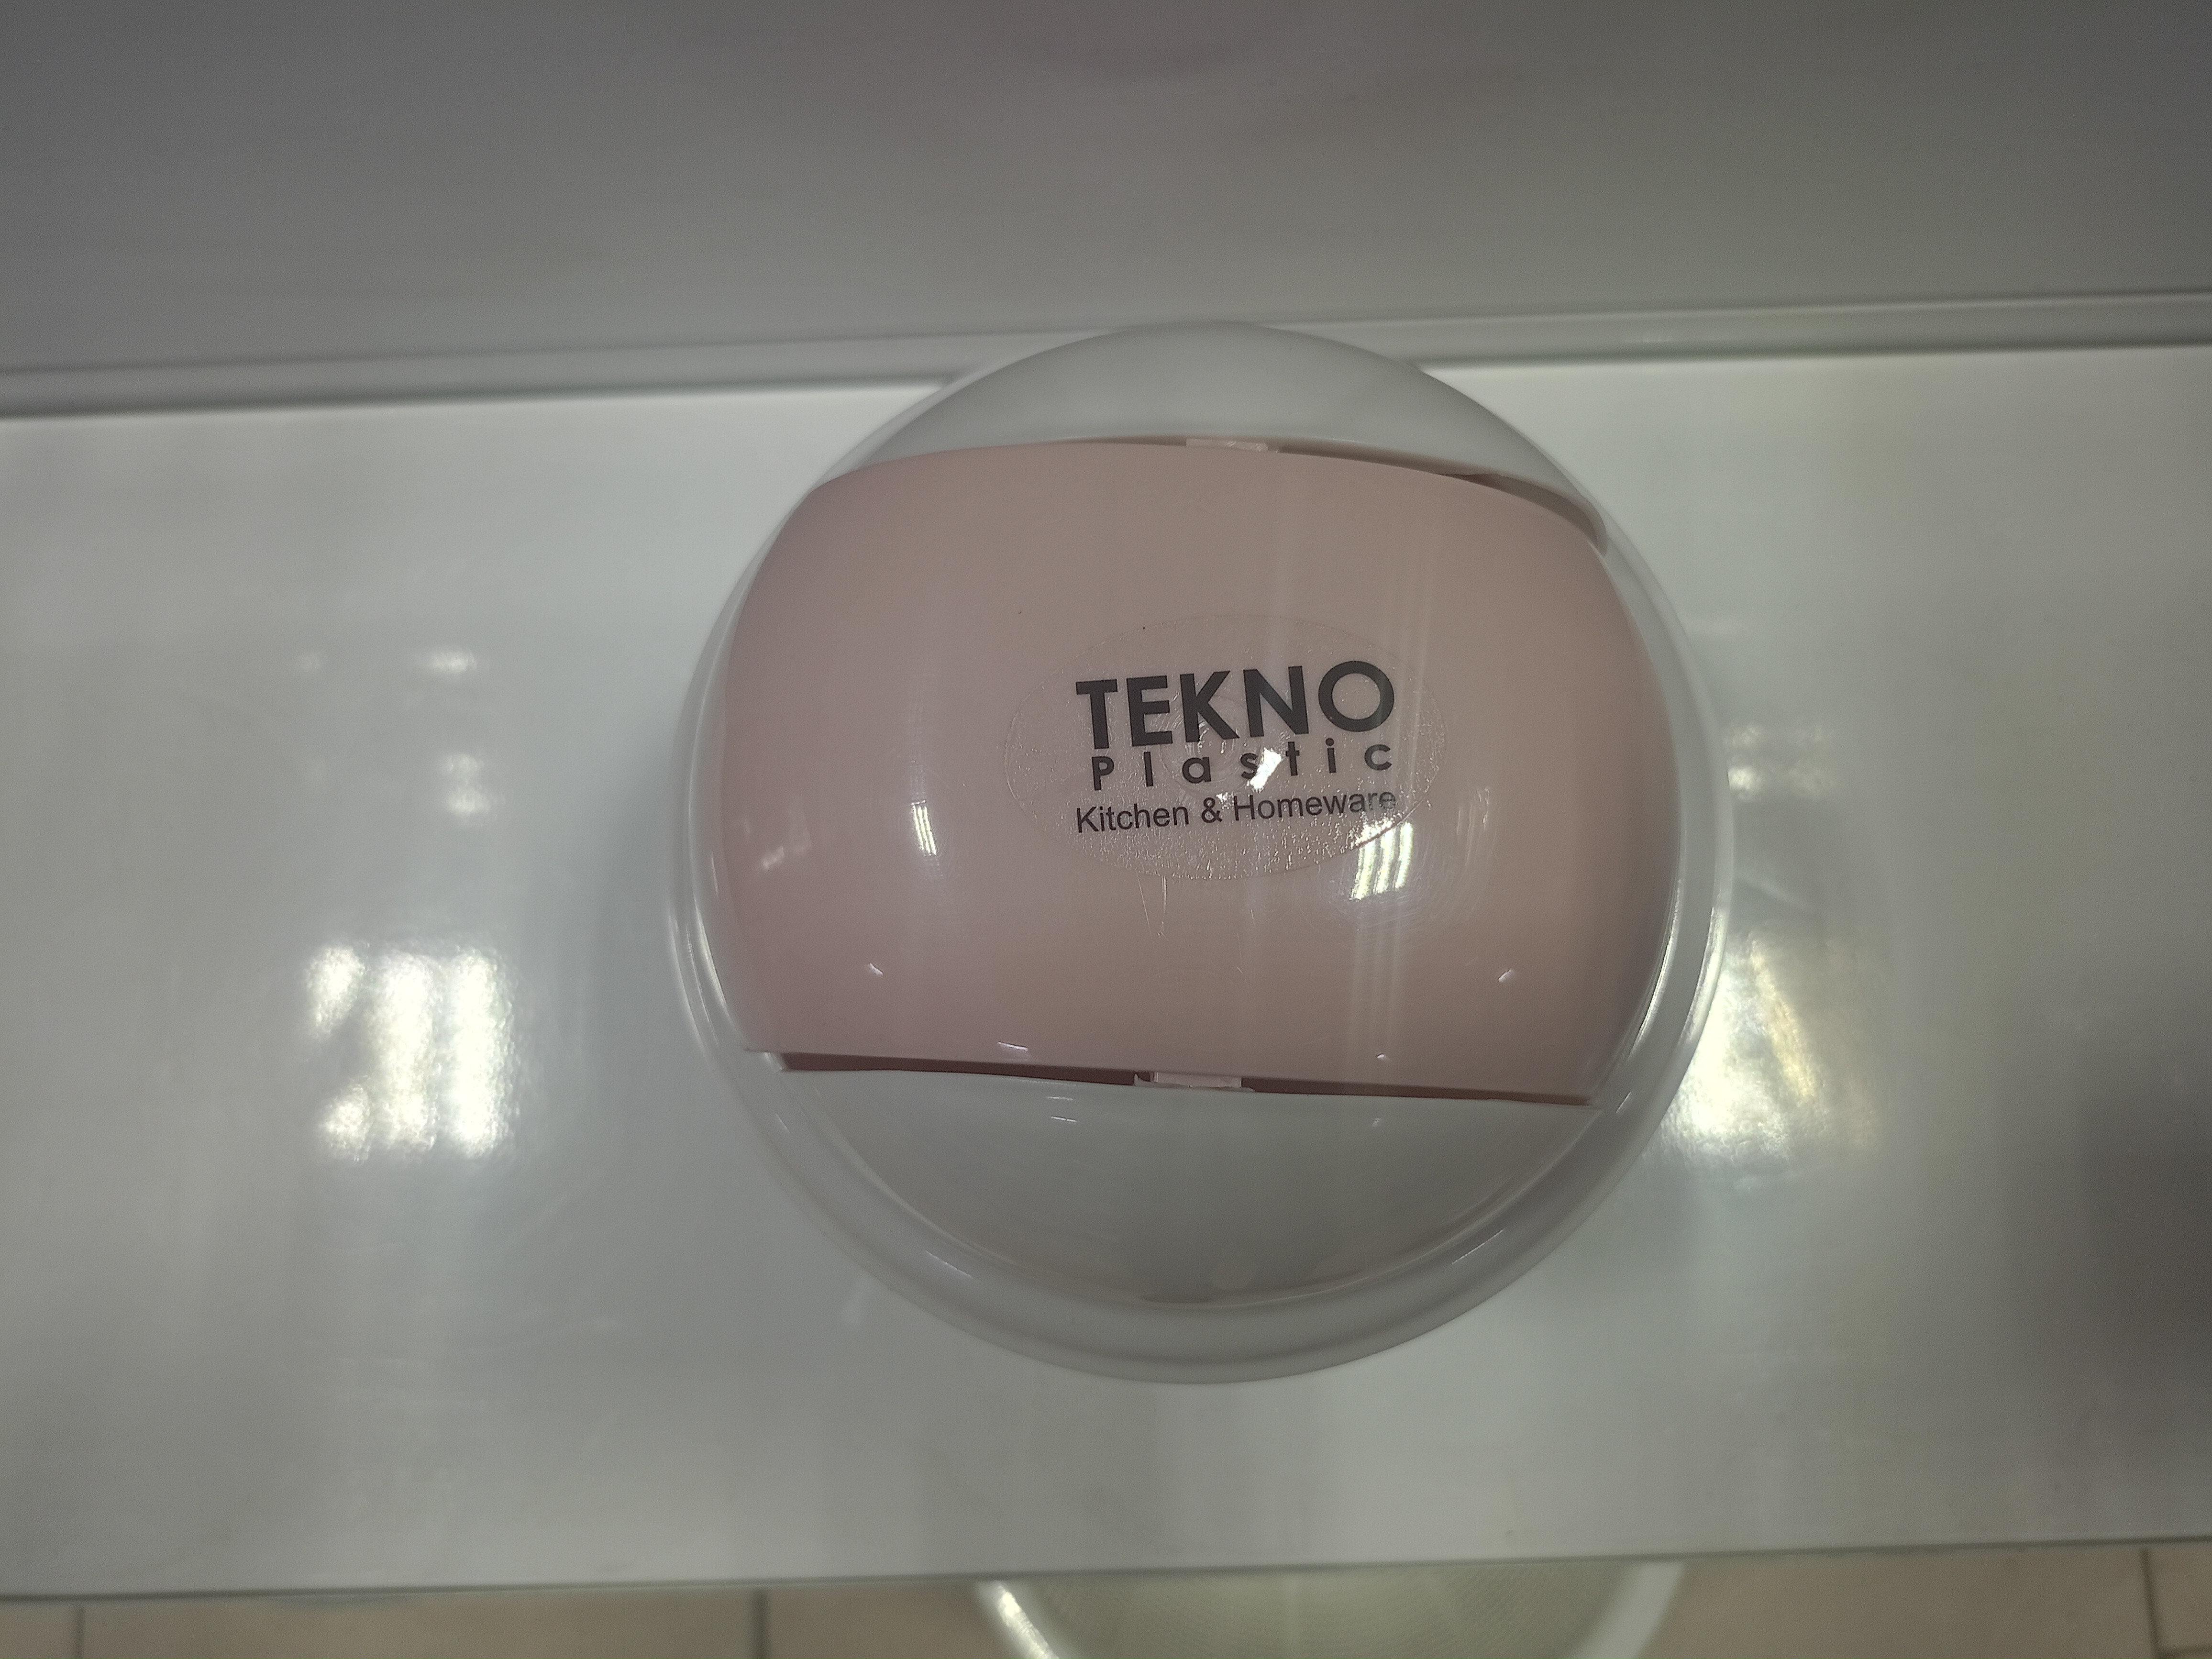 TEKNO
Plastic
Kitchen & Homeware